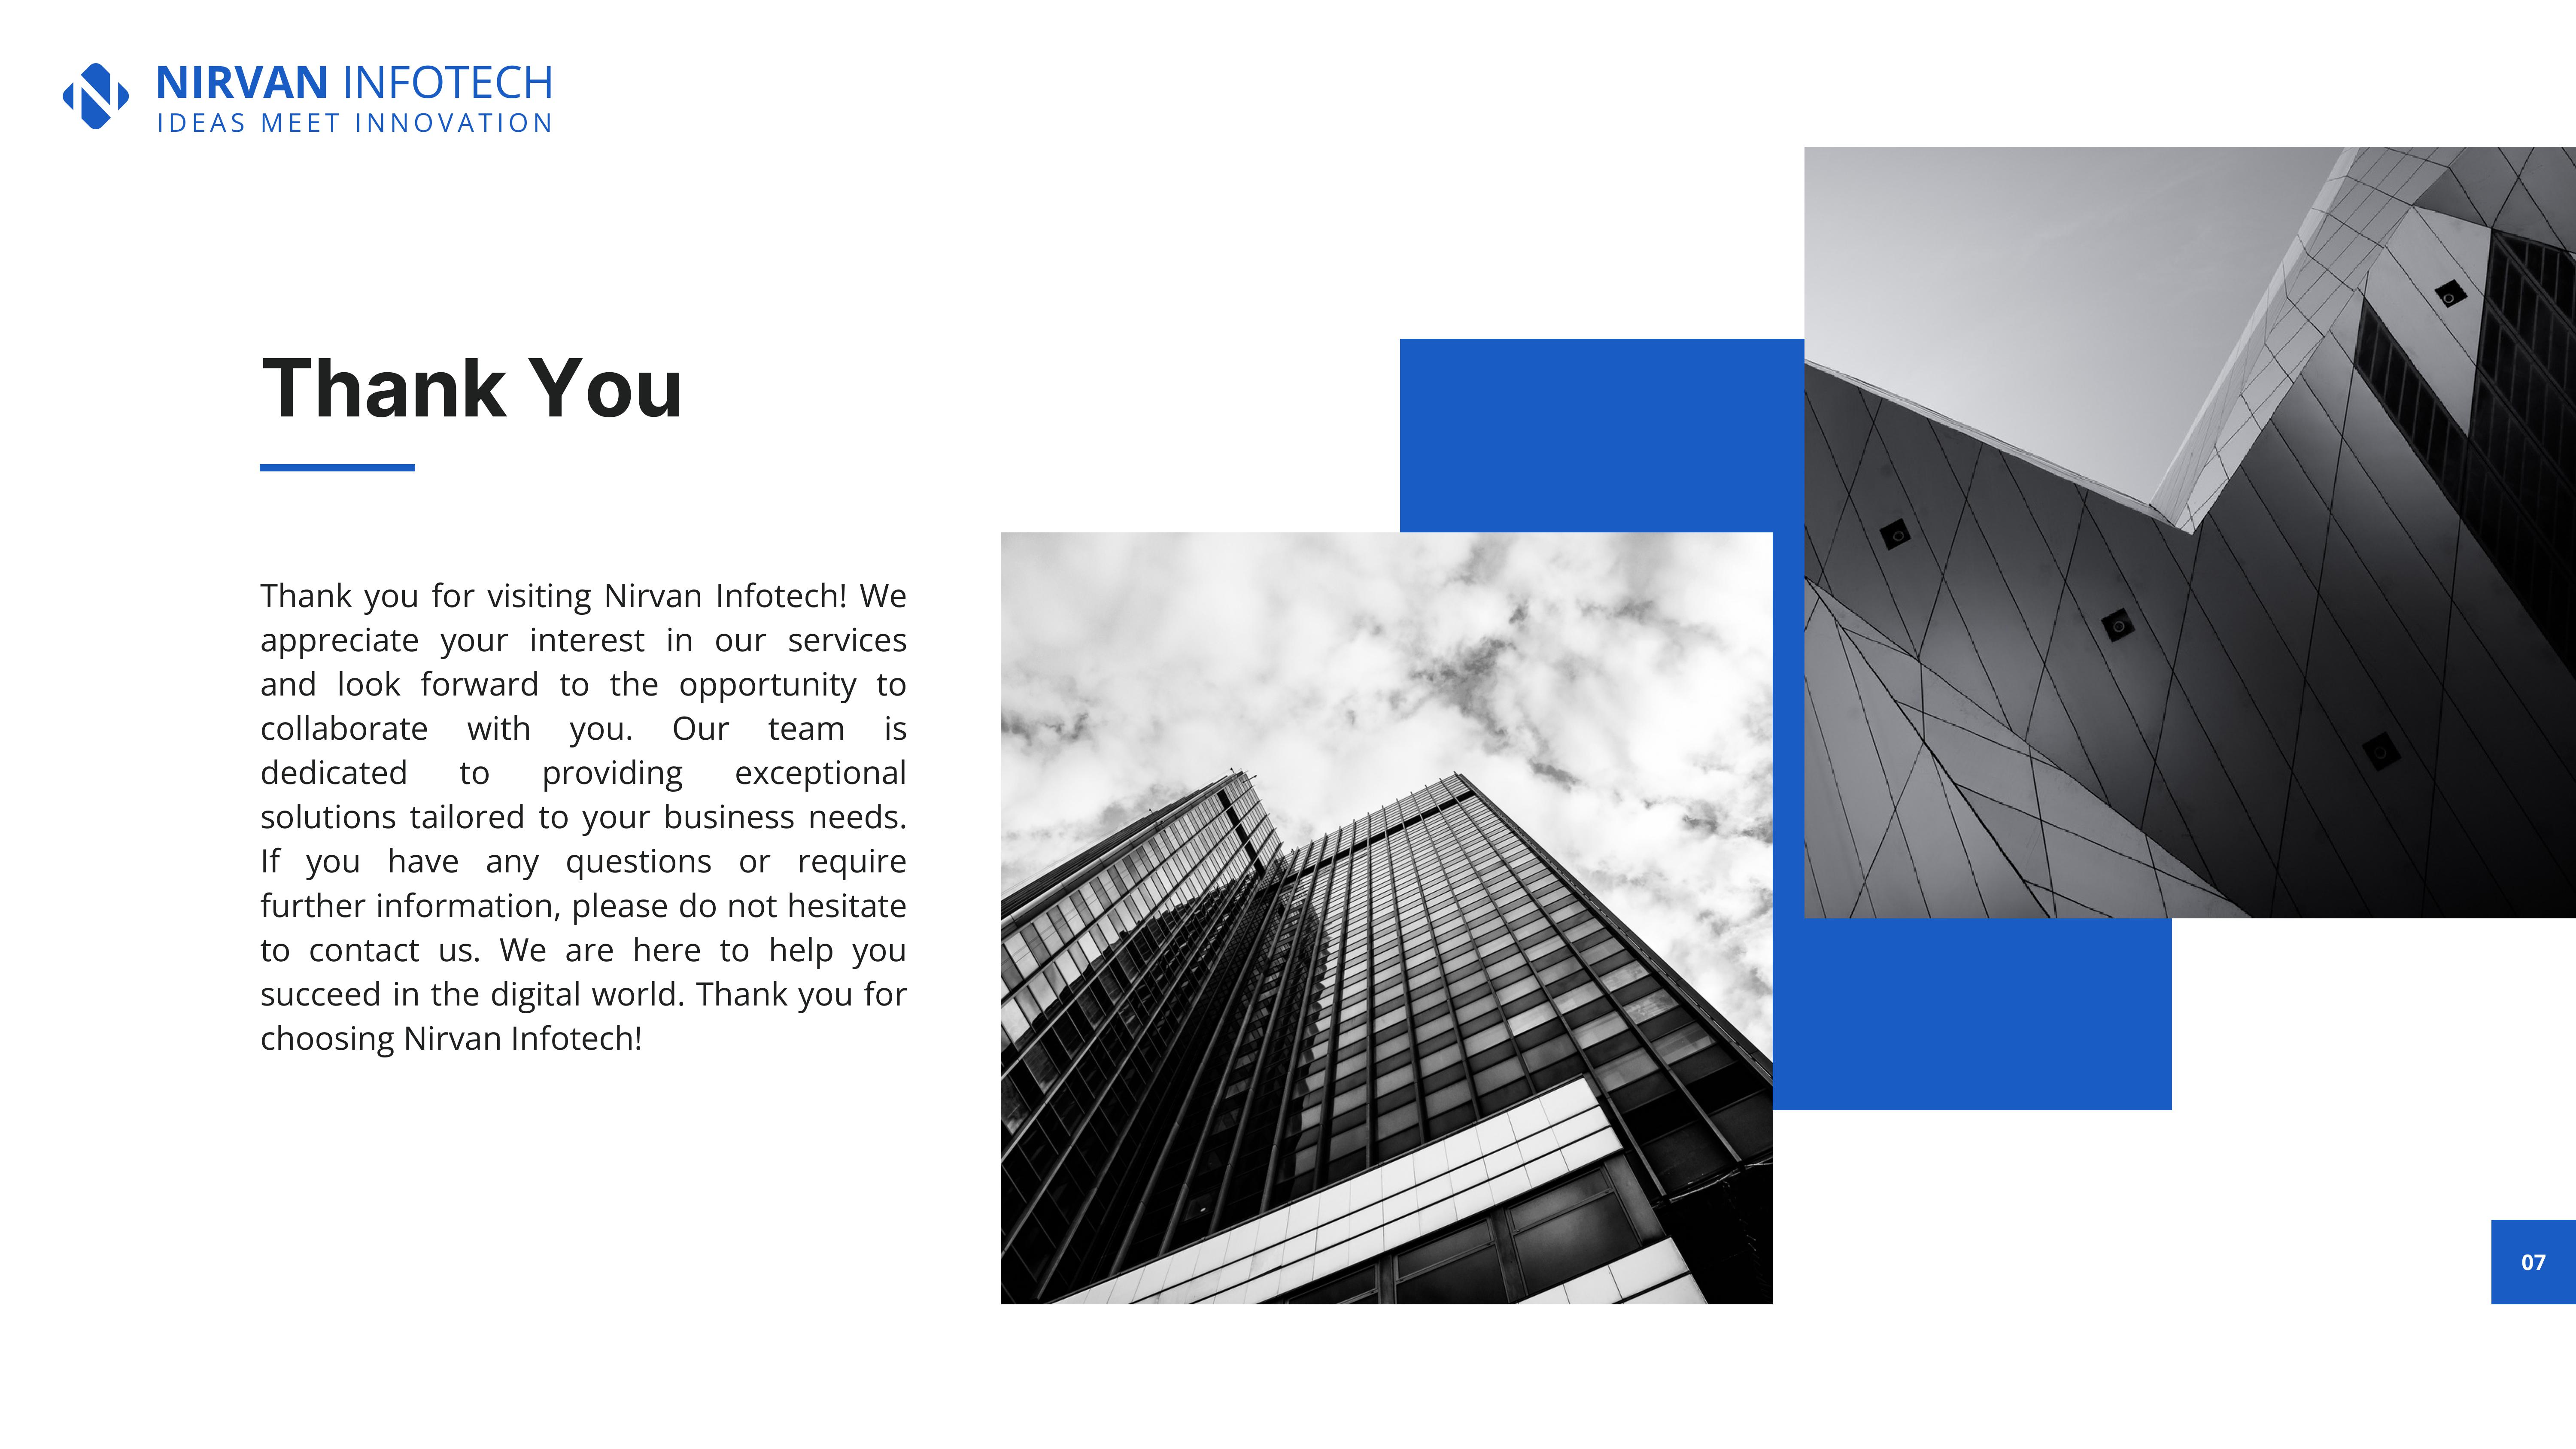 NIRVAN INFOTECH
IDEAS MEET INNOVATION
Thank You
Thank you for visiting Nirvan Infotech! We
appreciate your interest in our services
and look forward to the opportunity to
collaborate with you. Our team is
dedicated to providing exceptional
solutions tailored to your business needs.
If you have any questions or require
further information, please do not hesitate
to contact us. We are here to help you
succeed in the digital world. Thank you for
choosing Nirvan Infotech!
07